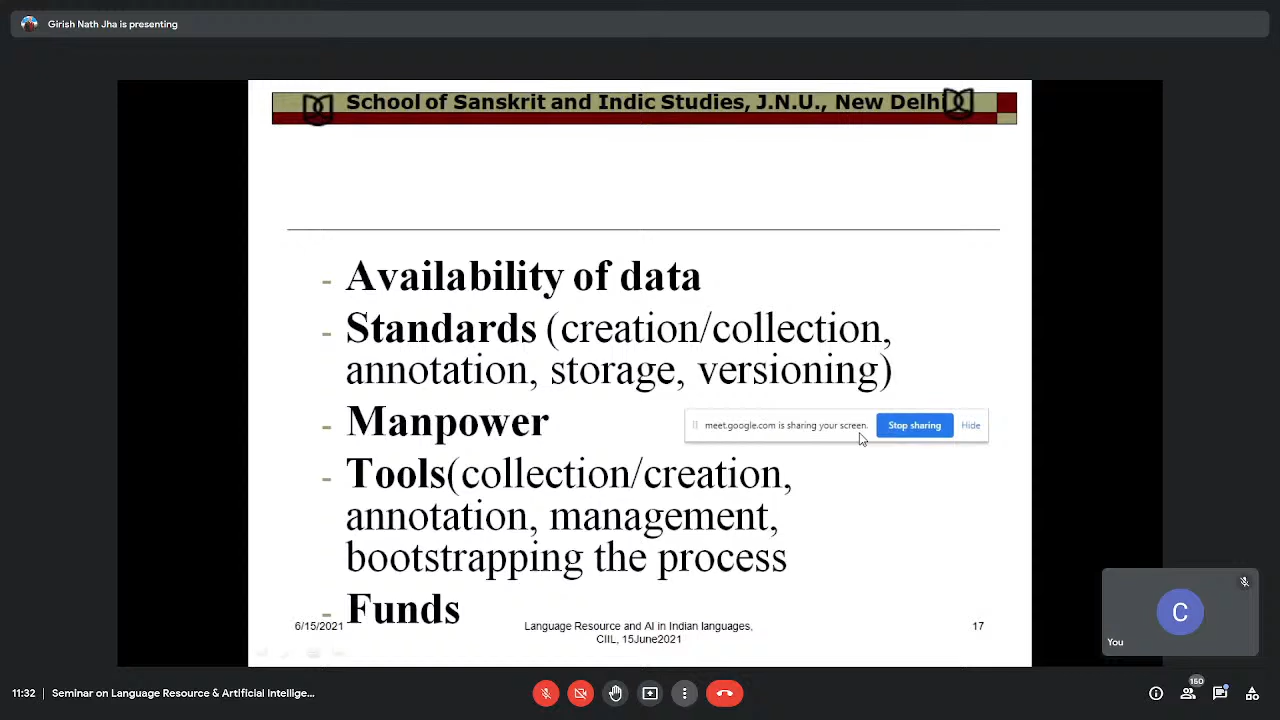 Girish Nath Jha is presenting
School of Sanskrit and Indic Studies, J.N.U., New Delhi
- Availability of data
- Standards (creation/collection,
annotation, storage, versioning)
- Manpower
meet.google.com is sharing your screen.
Stop sharing
Hide
- Tools(collection/creation,
annotation, management,
bootstrapping the process
- Funds
6/15/2021
Language Resource and AI in Indian languages,
CIIL, 15June2021
17
C
You
11:32
Seminar on Language Resource & Artificial Intellige...
150